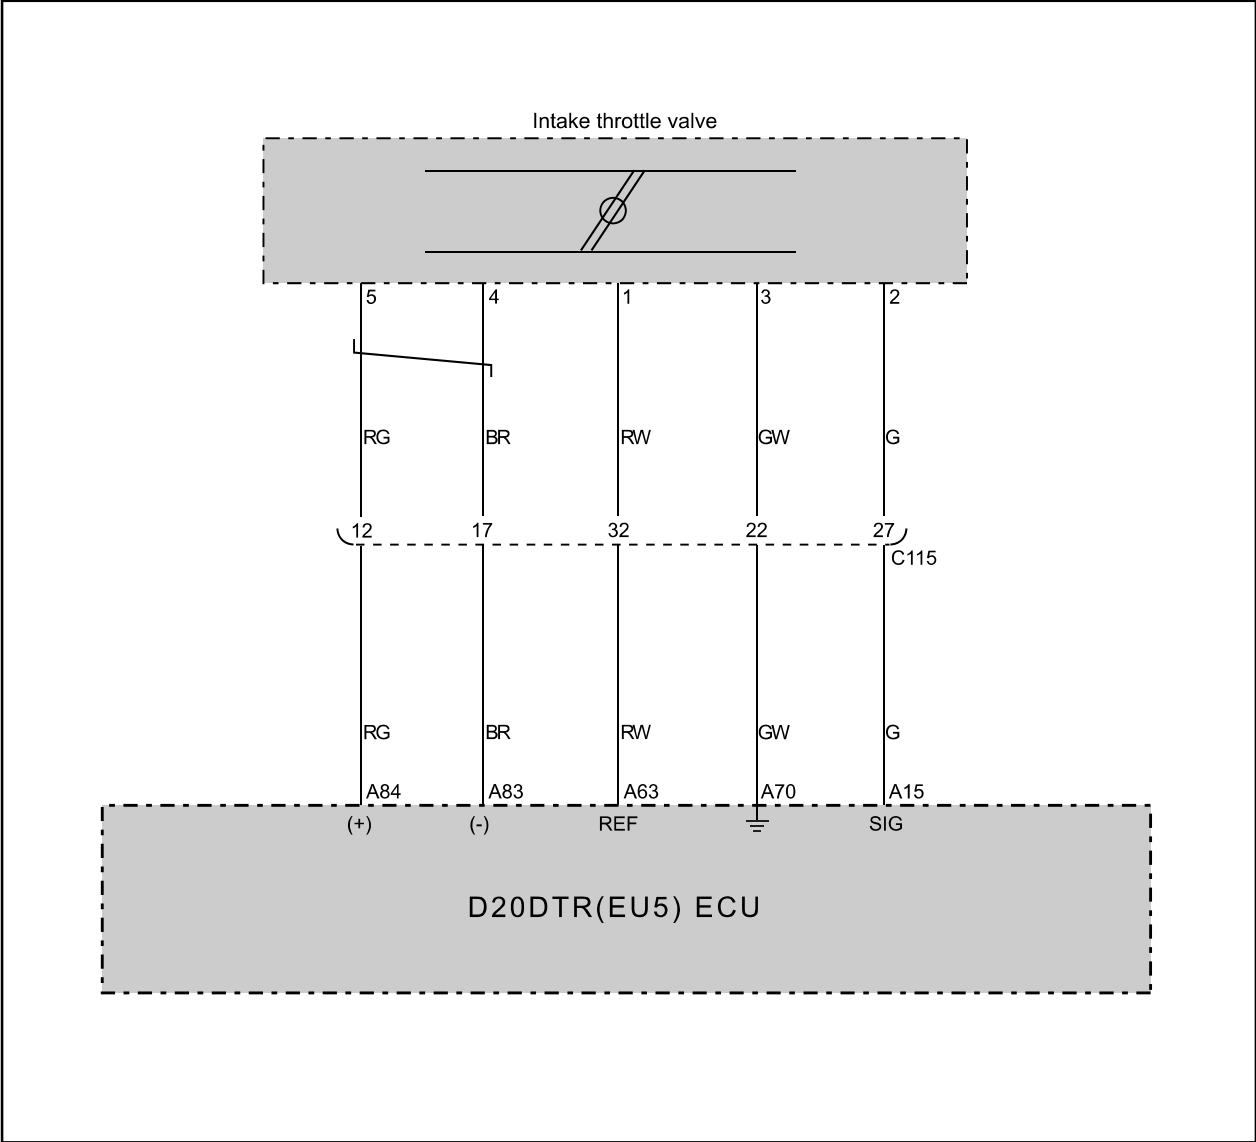 Intake throttle valve
5 4 1 3 2
RG BR RW GW G
12 17 32 22 27
C115
RG BR RW GW G
A84 A83 A63 A70 A15
(+) (-) REF SIG
D20DTR(EU5) ECU